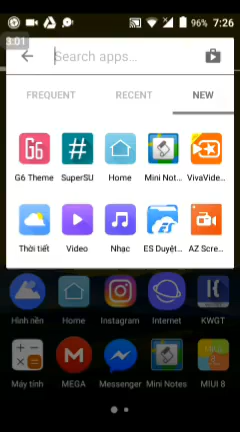 96% 7:26
3:01
Search apps...
FREQUENT RECENT NEW
G6
#
G6 Theme SuperSU Home Mini Not... VivaVide...
Thời tiết Video Nhạc ES Duyệt... AZ Scre...
Hình nền Home Instagram Internet KWGT
Máy tính MEGA Messenger Mini Notes MIUI 8